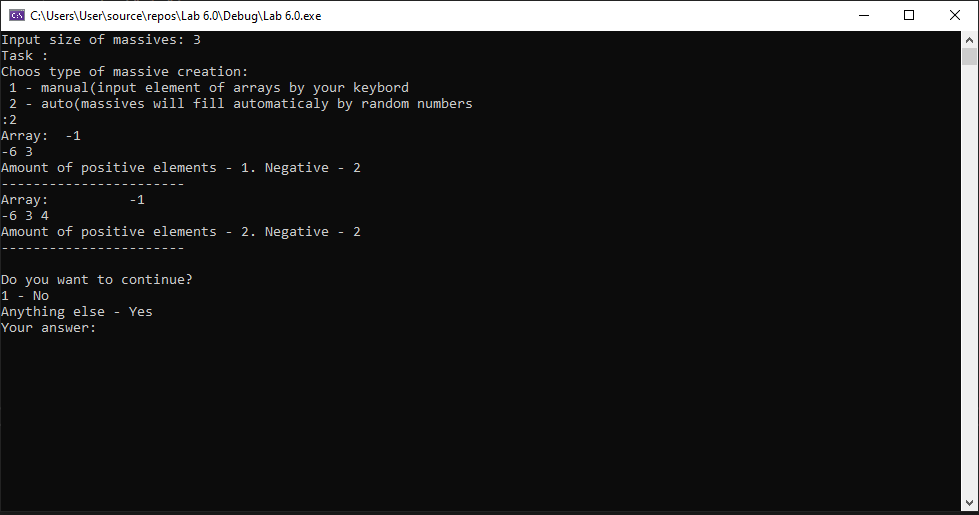 C:\Users\User\source\repos\Lab 6.0\Debug\Lab 6.0.exe
Input size of massives: 3
Task :
Choos type of massive creation:
 1 - manual(input element of arrays by your keybord
 2 - auto(massives will fill automaticaly by random numbers
:2
Array:  -1
-6 3
Amount of positive elements - 1. Negative - 2
-----------------------
Array:          -1
-6 3 4
Amount of positive elements - 2. Negative - 2
-----------------------
Do you want to continue?
1 - No
Anything else - Yes
Your answer: